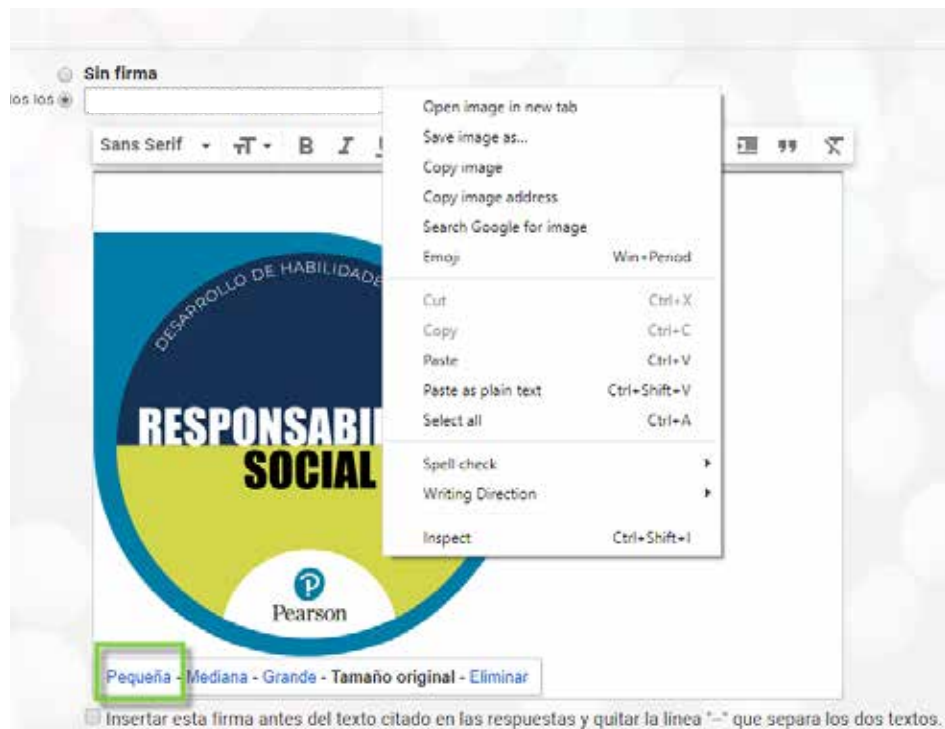 Sin firma
os los
Sans Serif
B I
Open image in new tab
Save image as...
Copy image
Copy image address
Search Google for image
Emoji Win+Period
Cut Ctrl+X
Copy Ctrl+C
Paste Ctrl+V
Paste as plain text Ctrl+Shift+V
Select all Ctrl+A
Spell-check
Writing Direction
Inspect Ctrl+Shift+I
DESARROLLO DE HABILIDADE
RESPONSABI
SOCIAL
Pearson
Pequeña - Mediana - Grande - Tamaño original - Eliminar
Insertar esta firma antes del texto citado en las respuestas y quitar la línea "--" que separa los dos textos.